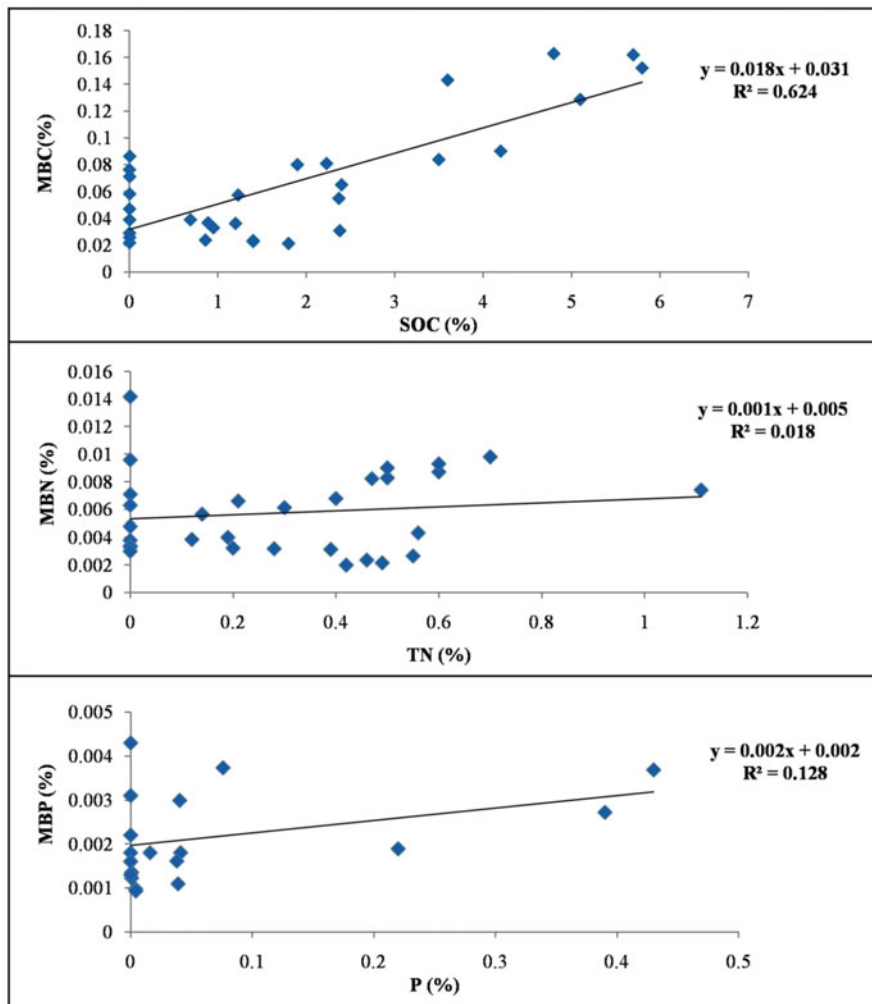 0.18
0.16
0.14
0.12
0.1
0.08
0.06
0.04
0.02
0
MBC(%)
y = 0.018x + 0.031
R² = 0.624
0 1 2 3 4 5 6 7
SOC (%)
0.016
0.014
0.012
0.01
0.008
0.006
0.004
0.002
0
MBN (%)
y = 0.001x + 0.005
R² = 0.018
0 0.2 0.4 0.6 0.8 1 1.2
TN (%)
0.005
0.004
0.003
0.002
0.001
0
MBP (%)
y = 0.002x + 0.002
R² = 0.128
0 0.1 0.2 0.3 0.4 0.5
P (%)